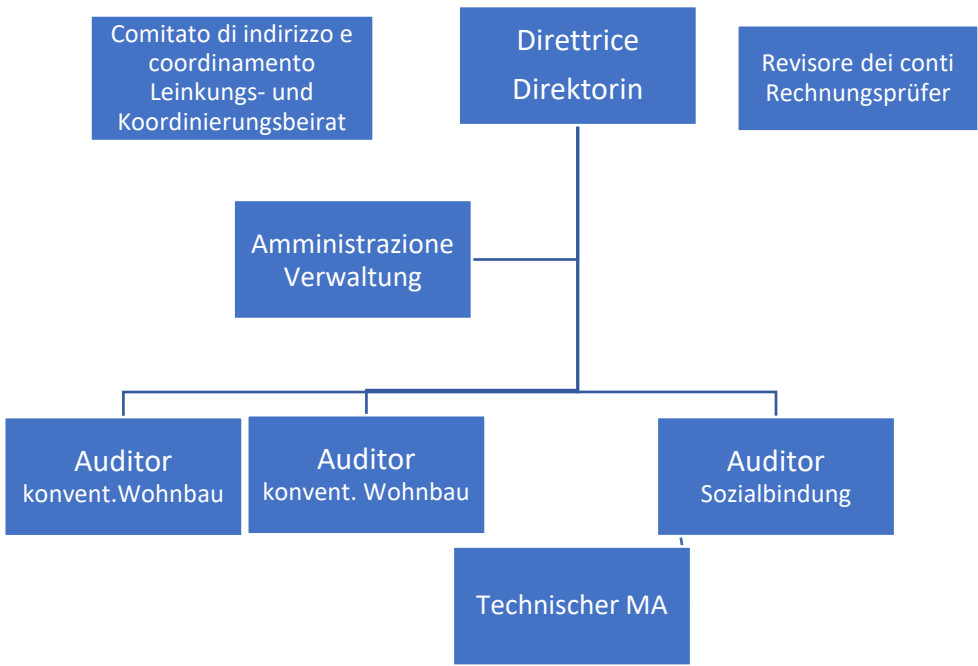 Comitato di indirizzo e
coordinamento
Leinkungs- und
Koordinierungsbeirat
Direttrice
Direktorin
Revisore dei conti
Rechnungsprüfer
Amministrazione
Verwaltung
Auditor
konvent.Wohnbau
Auditor
konvent. Wohnbau
Auditor
Sozialbindung
Technischer MA